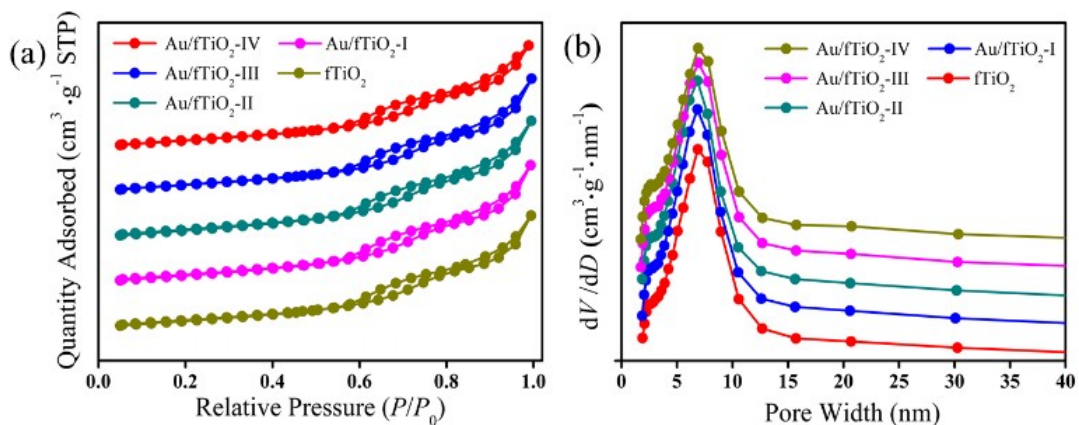 (a)
Quantity Adsorbed (cm³·g⁻¹ STP)
Au/fTiO₂-IV
Au/fTiO₂-I
Au/fTiO₂-III
fTiO₂
Au/fTiO₂-II
0.0 0.2 0.4 0.6 0.8 1.0
Relative Pressure (P/P₀)
(b)
dV/dD (cm³·g⁻¹·nm⁻¹)
Au/fTiO₂-IV
Au/fTiO₂-I
Au/fTiO₂-III
fTiO₂
Au/fTiO₂-II
0 5 10 15 20 25 30 35 40
Pore Width (nm)